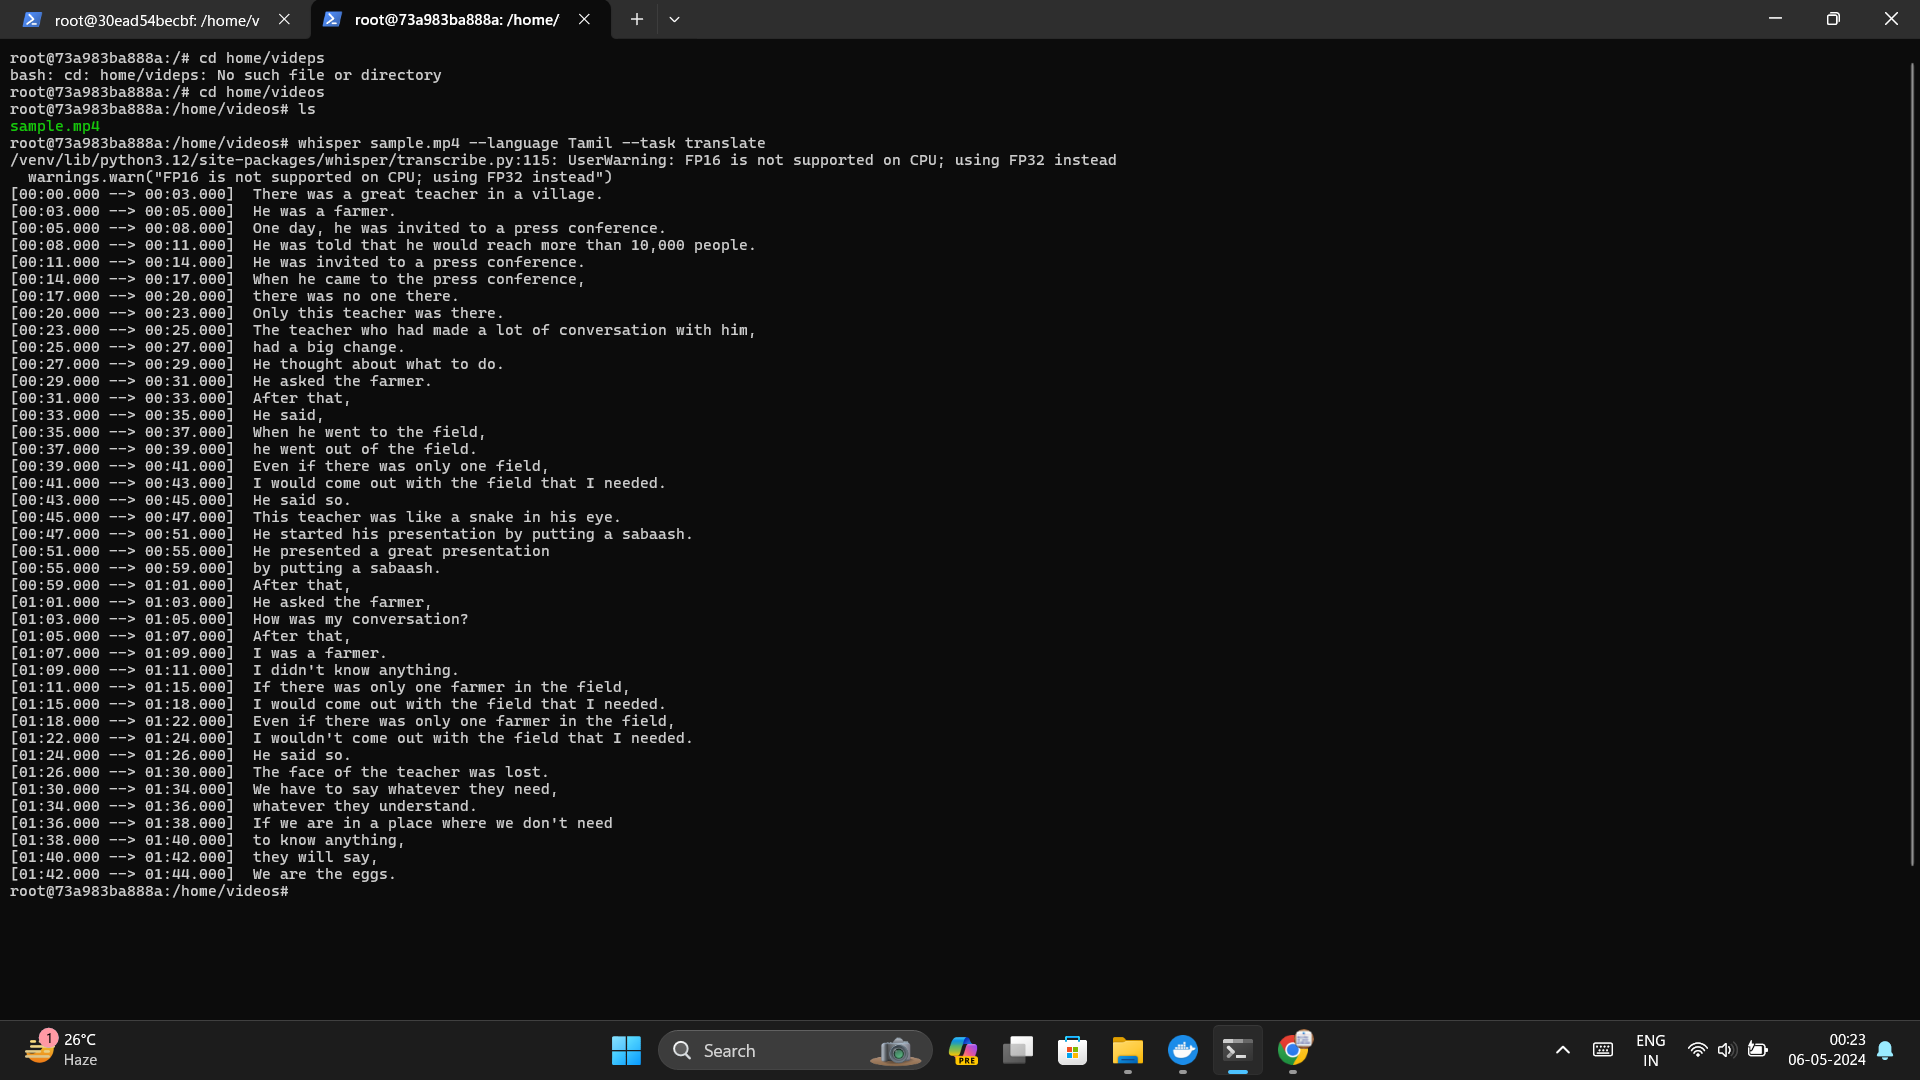 root@30ead54becbf: /home/v
root@73a983ba888a: /home/
root@73a983ba888a:/# cd home/videps
bash: cd: home/videps: No such file or directory
root@73a983ba888a:/# cd home/videos
root@73a983ba888a:/home/videos# ls
sample.mp4
root@73a983ba888a:/home/videos# whisper sample.mp4 --language Tamil --task translate
/venv/lib/python3.12/site-packages/whisper/transcribe.py:115: UserWarning: FP16 is not supported on CPU; using FP32 instead
  warnings.warn("FP16 is not supported on CPU; using FP32 instead")
[00:00.000 --> 00:03.000]  There was a great teacher in a village.
[00:03.000 --> 00:05.000]  He was a farmer.
[00:05.000 --> 00:08.000]  One day, he was invited to a press conference.
[00:08.000 --> 00:11.000]  He was told that he would reach more than 10,000 people.
[00:11.000 --> 00:14.000]  He was invited to a press conference.
[00:14.000 --> 00:17.000]  When he came to the press conference,
[00:17.000 --> 00:20.000]  there was no one there.
[00:20.000 --> 00:23.000]  Only this teacher was there.
[00:23.000 --> 00:25.000]  The teacher who had made a lot of conversation with him,
[00:25.000 --> 00:27.000]  had a big change.
[00:27.000 --> 00:29.000]  He thought about what to do.
[00:29.000 --> 00:31.000]  He asked the farmer.
[00:31.000 --> 00:33.000]  After that,
[00:33.000 --> 00:35.000]  He said,
[00:35.000 --> 00:37.000]  When he went to the field,
[00:37.000 --> 00:39.000]  he went out of the field.
[00:39.000 --> 00:41.000]  Even if there was only one field,
[00:41.000 --> 00:43.000]  I would come out with the field that I needed.
[00:43.000 --> 00:45.000]  He said so.
[00:45.000 --> 00:47.000]  This teacher was like a snake in his eye.
[00:47.000 --> 00:51.000]  He started his presentation by putting a sabaash.
[00:51.000 --> 00:55.000]  He presented a great presentation
[00:55.000 --> 00:59.000]  by putting a sabaash.
[00:59.000 --> 01:01.000]  After that,
[01:01.000 --> 01:03.000]  He asked the farmer,
[01:03.000 --> 01:05.000]  How was my conversation?
[01:05.000 --> 01:07.000]  After that,
[01:07.000 --> 01:09.000]  I was a farmer.
[01:09.000 --> 01:11.000]  I didn't know anything.
[01:11.000 --> 01:15.000]  If there was only one farmer in the field,
[01:15.000 --> 01:18.000]  I would come out with the field that I needed.
[01:18.000 --> 01:22.000]  Even if there was only one farmer in the field,
[01:22.000 --> 01:24.000]  I wouldn't come out with the field that I needed.
[01:24.000 --> 01:26.000]  He said so.
[01:26.000 --> 01:30.000]  The face of the teacher was lost.
[01:30.000 --> 01:34.000]  We have to say whatever they need,
[01:34.000 --> 01:36.000]  whatever they understand.
[01:36.000 --> 01:38.000]  If we are in a place where we don't need
[01:38.000 --> 01:40.000]  to know anything,
[01:40.000 --> 01:42.000]  they will say,
[01:42.000 --> 01:44.000]  We are the eggs.
root@73a983ba888a:/home/videos#
1
26°C
Haze
Search
PRE
ENG
IN
00:23
06-05-2024